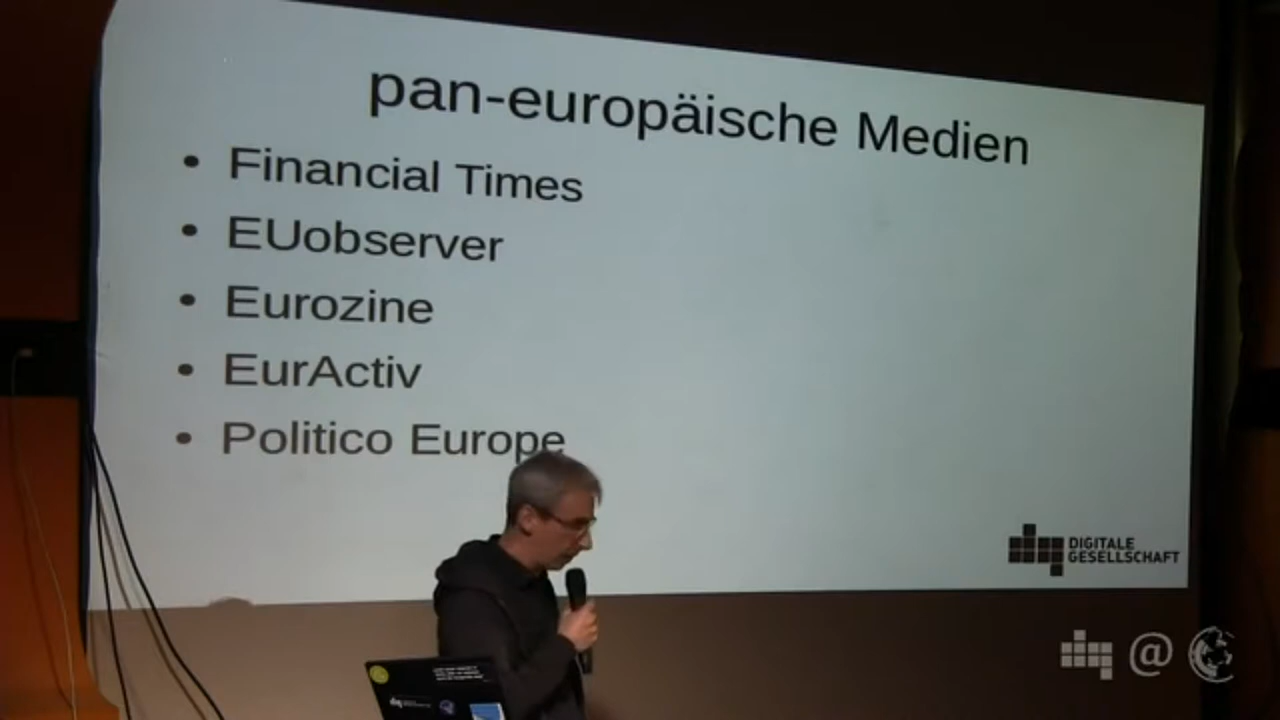 pan-europäische Medien
• Financial Times
• EUobserver
• Eurozine
• EurActiv
• Politico Europe
DIGITALE
GESELLSCHAFT
@